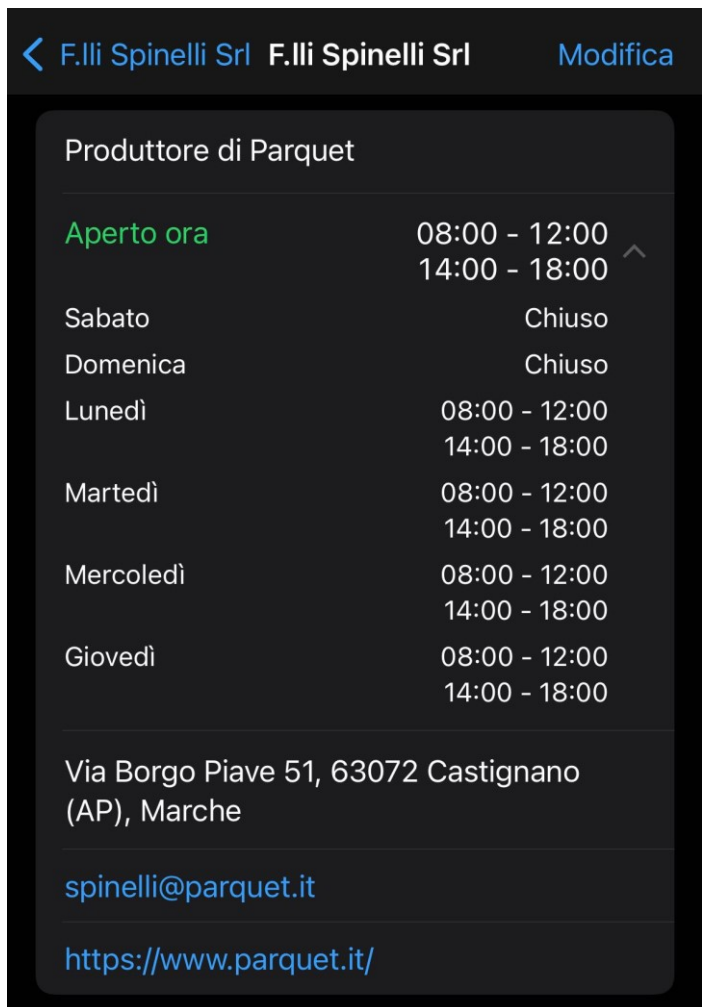 F.lli Spinelli Srl F.lli Spinelli Srl Modifica
Produttore di Parquet
Aperto ora 08:00 - 12:00
14:00 - 18:00
Sabato Chiuso
Domenica Chiuso
Lunedì 08:00 - 12:00
14:00 - 18:00
Martedì 08:00 - 12:00
14:00 - 18:00
Mercoledì 08:00 - 12:00
14:00 - 18:00
Giovedì 08:00 - 12:00
14:00 - 18:00
Via Borgo Piave 51, 63072 Castignano
(AP), Marche
spinelli@parquet.it
https://www.parquet.it/